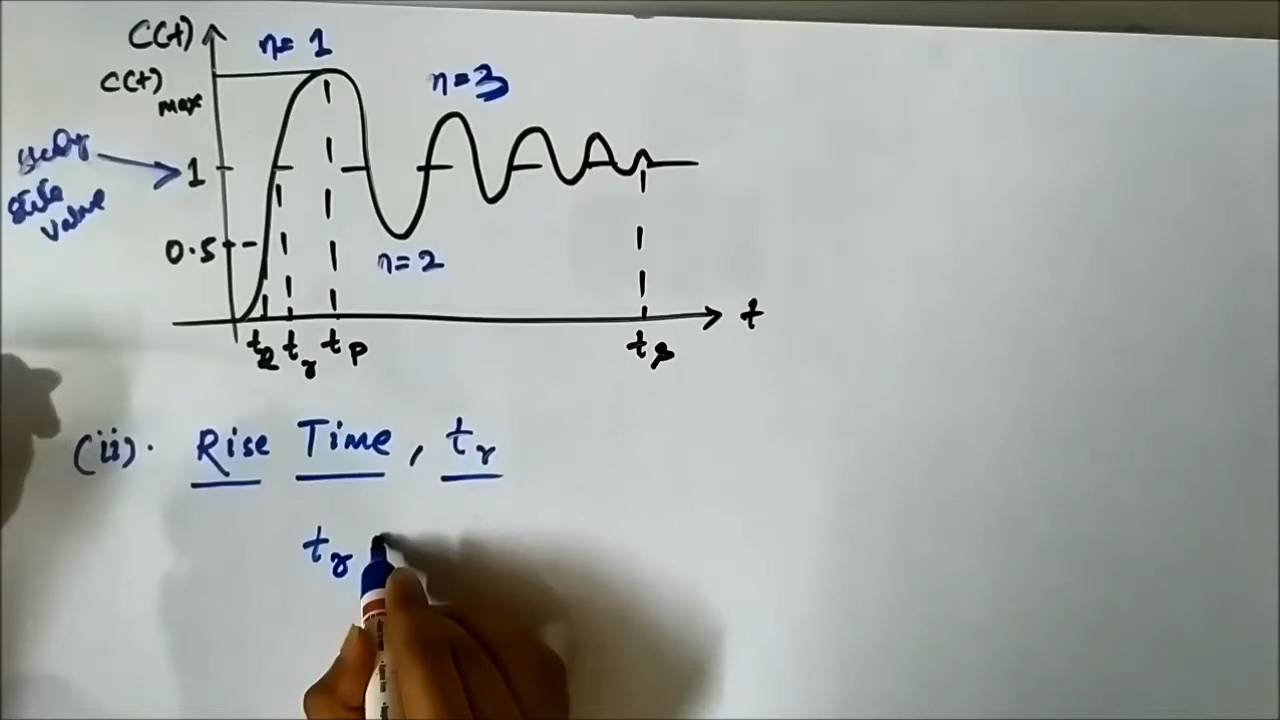 C(t)
n= 1
C(t)max
n=3
steady
state
value
1
0.5
n=2
td tr tp ts
t
(ii). Rise Time, tr
tr